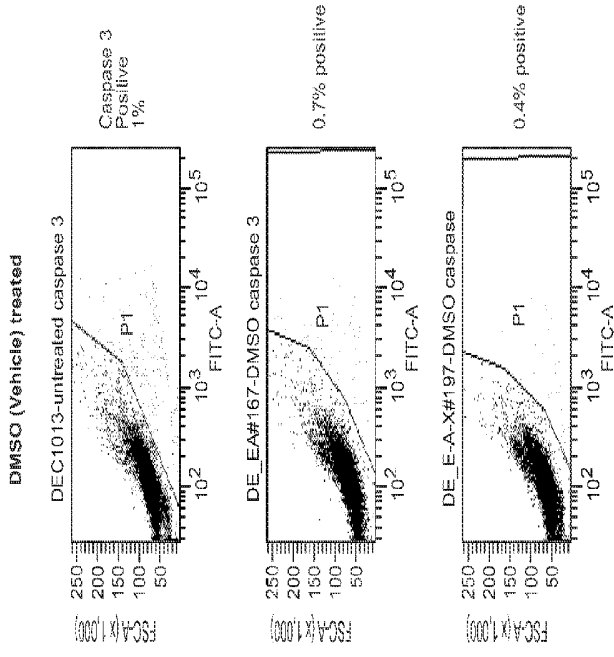 DMSO (Vehicle) treated
DEC1013-untreated caspase 3
Caspase 3
Positive
1%
FSC-A (x 1,000)
250
200
150
100
50
P1
10² 10³ 10⁴ 10⁵
FITC-A
DE_EA#167-DMSO caspase 3
0.7% positive
FSC-A (x 1,000)
250
200
150
100
50
P1
10² 10³ 10⁴ 10⁵
FITC-A
DE_E-A-X#197-DMSO caspase
0.4% positive
FSC-A (x 1,000)
250
200
150
100
50
P1
10² 10³ 10⁴ 10⁵
FITC-A